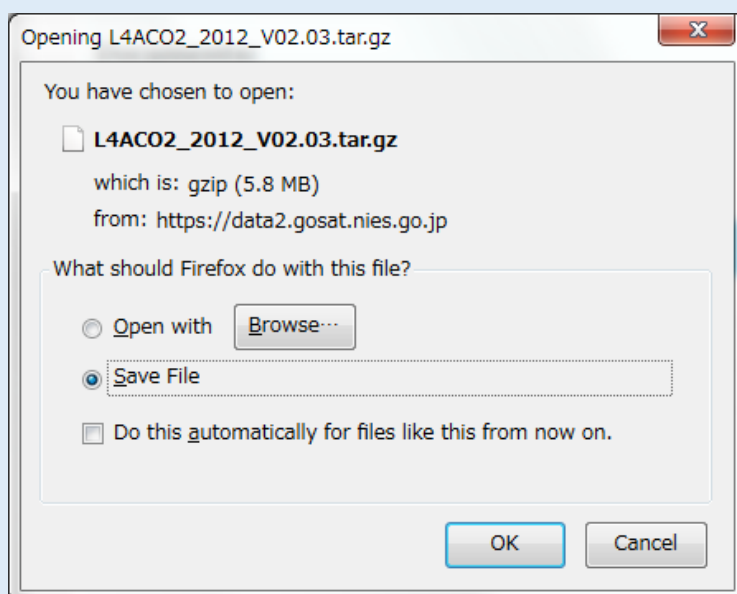 Opening L4ACO2_2012_V02.03.tar.gz
You have chosen to open:
L4ACO2_2012_V02.03.tar.gz
which is: gzip (5.8 MB)
from: https://data2.gosat.nies.go.jp
What should Firefox do with this file?
Open with Browse…
Save File
Do this automatically for files like this from now on.
OK Cancel